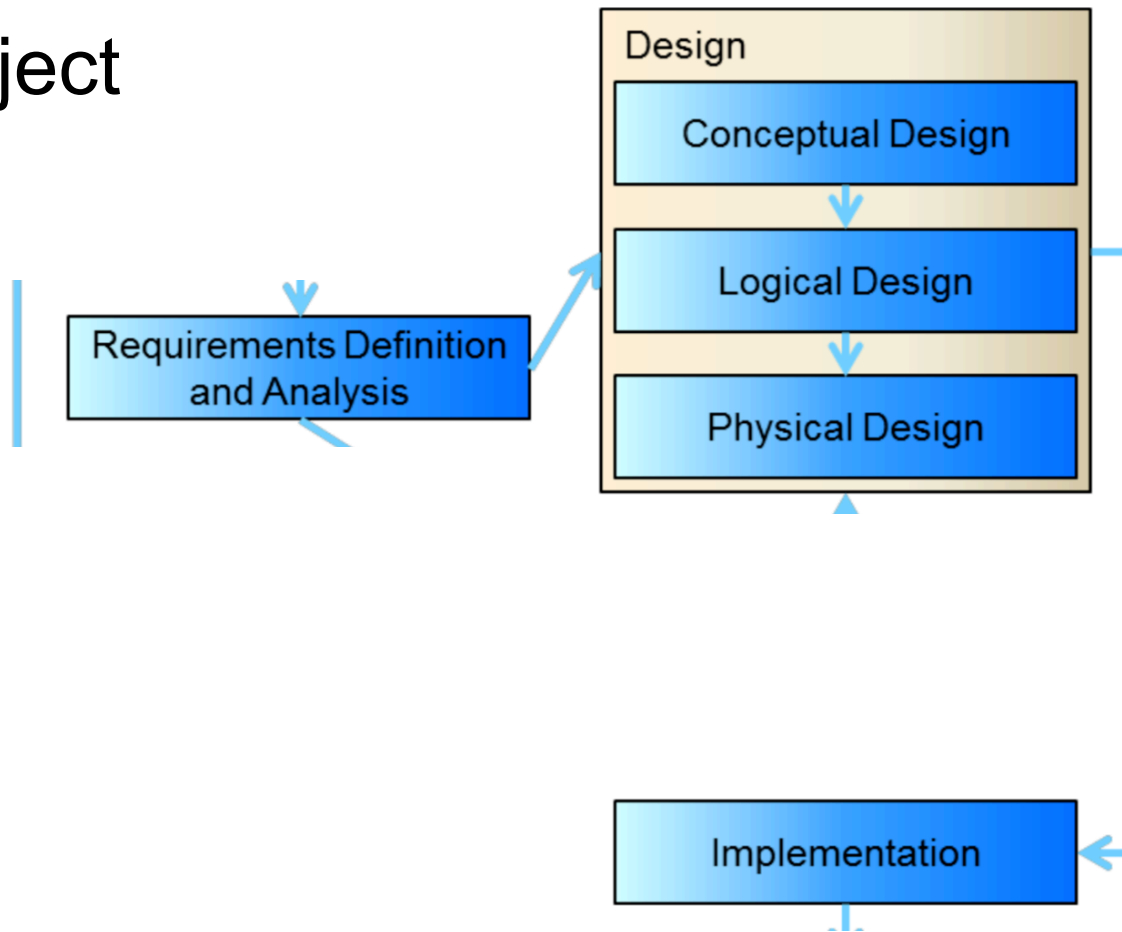 ject
Design
Conceptual Design
Logical Design
Requirements Definition
and Analysis
Physical Design
Implementation